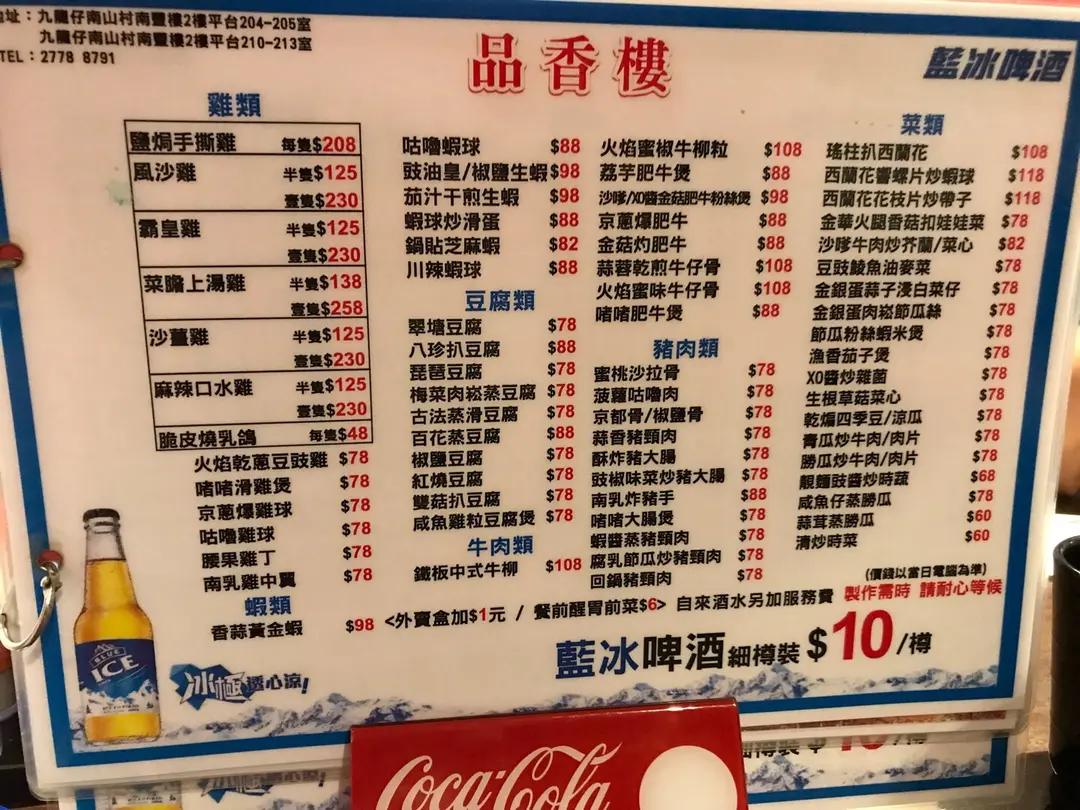 址：九龍仔南山村南豐樓2樓平台204-205室
九龍仔南山村南豐樓2樓平台210-213室
TEL：2778 8791
品香樓
藍冰啤酒
雞類
鹽焗手撕雞 每隻$208
風沙雞 半隻$125
壹隻$230
霸皇雞 半隻$125
壹隻$230
菜膽上湯雞 半隻$138
壹隻$258
沙薑雞 半隻$125
壹隻$230
麻辣口水雞 半隻$125
壹隻$230
脆皮燒乳鴿 每隻$48
火焰乾蔥豆豉雞 $78
啫啫滑雞煲 $78
京蔥爆雞球 $78
咕嚕雞球 $78
腰果雞丁 $78
南乳雞中翼 $78
蝦類
香蒜黃金蝦 $98
咕嚕蝦球 $88
豉油皇/椒鹽生蝦 $98
茄汁干煎生蝦 $98
蝦球炒滑蛋 $88
鍋貼芝麻蝦 $82
川辣蝦球 $88
豆腐類
翠塘豆腐 $78
八珍扒豆腐 $88
琵琶豆腐 $78
梅菜肉崧蒸豆腐 $78
古法蒸滑豆腐 $78
百花蒸豆腐 $88
椒鹽豆腐 $78
紅燒豆腐 $78
雙菇扒豆腐 $78
咸魚雞粒豆腐煲 $78
牛肉類
鐵板中式牛柳 $108
火焰蜜椒牛柳粒 $108
荔芋肥牛煲 $88
沙嗲/XO醬金菇肥牛粉絲煲 $98
京蔥爆肥牛 $88
金菇灼肥牛 $88
蒜蓉乾煎牛仔骨 $108
火焰蜜味牛仔骨 $108
啫啫肥牛煲 $88
豬肉類
蜜桃沙拉骨 $78
菠蘿咕嚕肉 $78
京都骨/椒鹽骨 $78
蒜香豬頸肉 $78
酥炸豬大腸 $78
豉椒味菜炒豬大腸 $78
南乳炸豬手 $88
啫啫大腸煲 $78
蝦醬蒸豬頸肉 $78
腐乳節瓜炒豬頸肉 $78
回鍋豬頸肉 $78
菜類
瑤柱扒西蘭花 $108
西蘭花響螺片炒蝦球 $118
西蘭花花枝片炒帶子 $118
金華火腿香菇扣娃娃菜 $78
沙嗲牛肉炒芥蘭/菜心 $82
豆豉鯪魚油麥菜 $78
金銀蛋蒜子浸白菜仔 $78
金銀蛋肉崧節瓜絲 $78
節瓜粉絲蝦米煲 $78
漁香茄子煲 $78
XO醬炒雜菌 $78
生根草菇菜心 $78
乾煸四季豆/涼瓜 $78
青瓜炒牛肉/肉片 $78
勝瓜炒牛肉/肉片 $78
靚麵豉醬炒時蔬 $68
咸魚仔蒸勝瓜 $78
蒜茸蒸勝瓜 $60
清炒時菜 $60
(價錢以當日電腦為準)
<外賣盒加$1元 / 餐前醒胃前菜$6> 自來酒水另加服務費 製作需時 請耐心等候
藍冰啤酒細樽裝$10/樽
BLUE
ICE
冰極透心涼!
Coca-Cola
細樽裝 $10/樽
冰極透心涼!